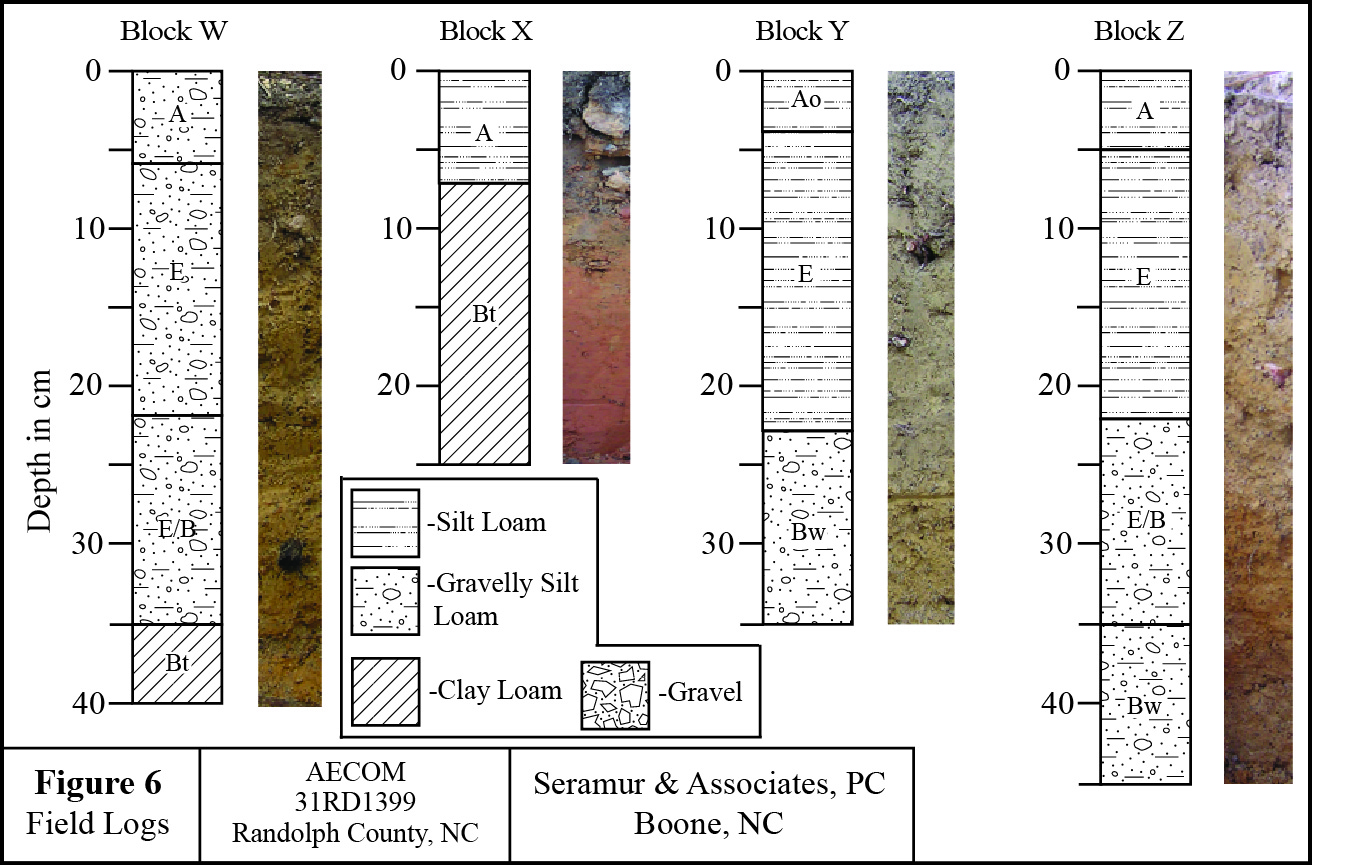 Block W
Block X
Block Y
Block Z
Depth in cm
0
10
20
30
40
A
E
E/B
Bt
0
10
20
A
Bt
0
10
20
30
Ao
E
Bw
0
10
20
30
40
A
E
E/B
Bw
-Silt Loam
-Gravelly Silt
Loam
-Clay Loam
-Gravel
Figure 6
Field Logs
AECOM
31RD1399
Randolph County, NC
Seramur & Associates, PC
Boone, NC